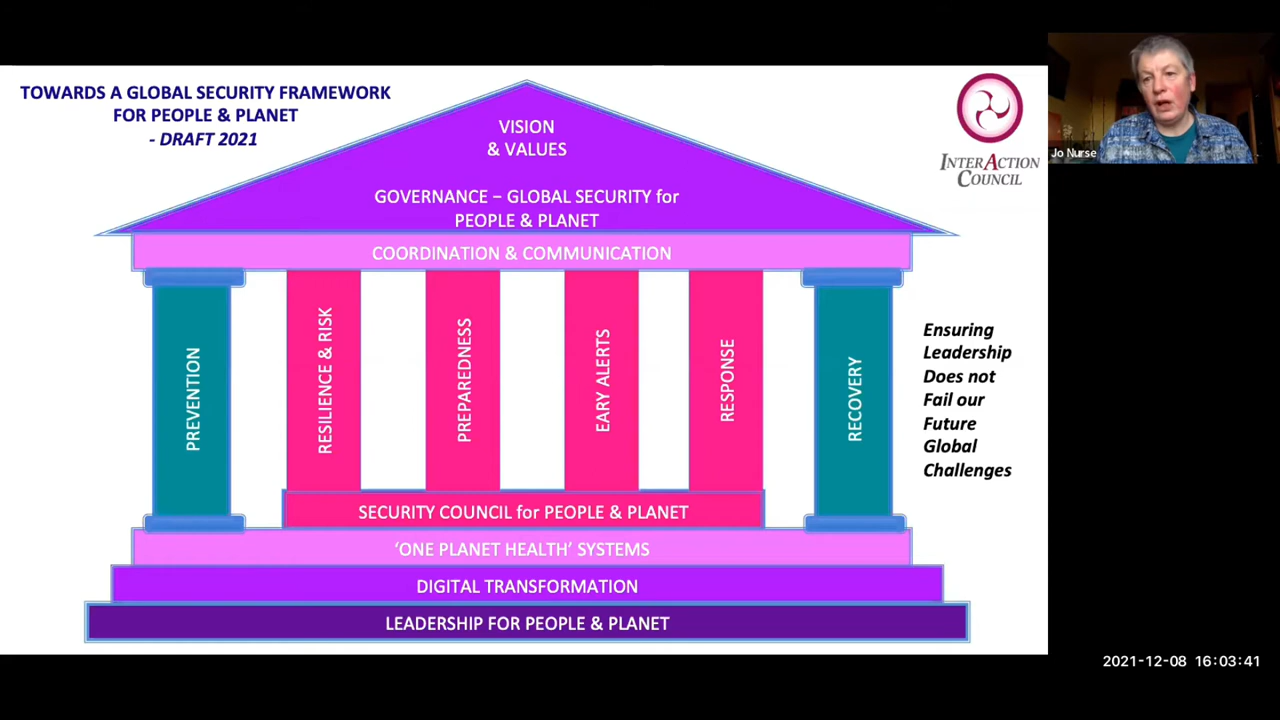 TOWARDS A GLOBAL SECURITY FRAMEWORK
FOR PEOPLE & PLANET
- DRAFT 2021
VISION
& VALUES
GOVERNANCE – GLOBAL SECURITY for
PEOPLE & PLANET
COORDINATION & COMMUNICATION
PREVENTION
RESILIENCE & RISK
PREPAREDNESS
EARY ALERTS
RESPONSE
RECOVERY
SECURITY COUNCIL for PEOPLE & PLANET
‘ONE PLANET HEALTH’ SYSTEMS
DIGITAL TRANSFORMATION
LEADERSHIP FOR PEOPLE & PLANET
INTERACTION
COUNCIL
Ensuring
Leadership
Does not
Fail our
Future
Global
Challenges
Jo Nurse
2021-12-08 16:03:41